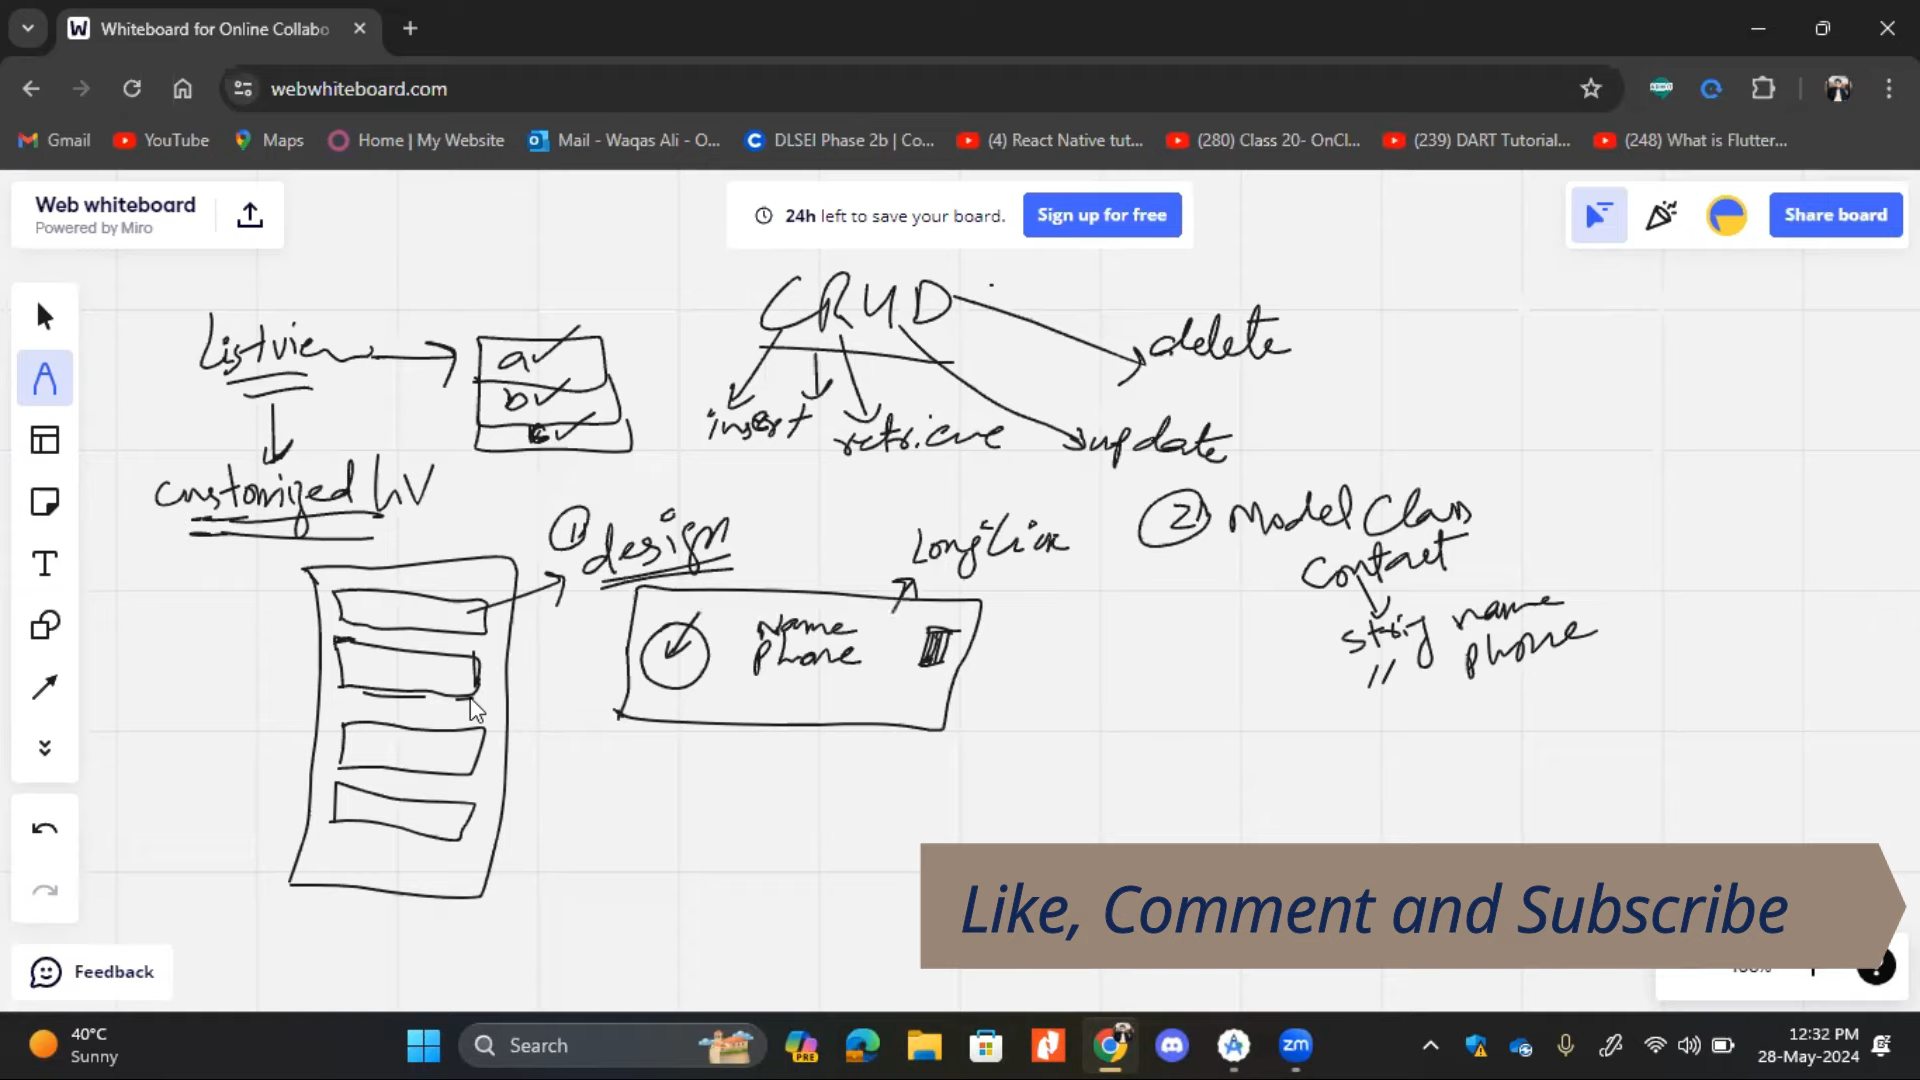 Whiteboard for Online Collabo
webwhiteboard.com
Gmail
YouTube
Maps
Home | My Website
Mail - Waqas Ali - O...
DLSEI Phase 2b | Co...
(4) React Native tut...
(280) Class 20- OnCl...
(239) DART Tutorial...
(248) What is Flutter...
Web whiteboard
Powered by Miro
24h left to save your board.
Sign up for free
Share board
CRUD
delete
Listview
a
b
c
insert
retrieve
update
customized LV
① design
Name
Phone
② Model Class
Contact
string name
" phone
Like, Comment and Subscribe
Feedback
40°C
Sunny
Search
PRE
zm
12:32 PM
28-May-2024